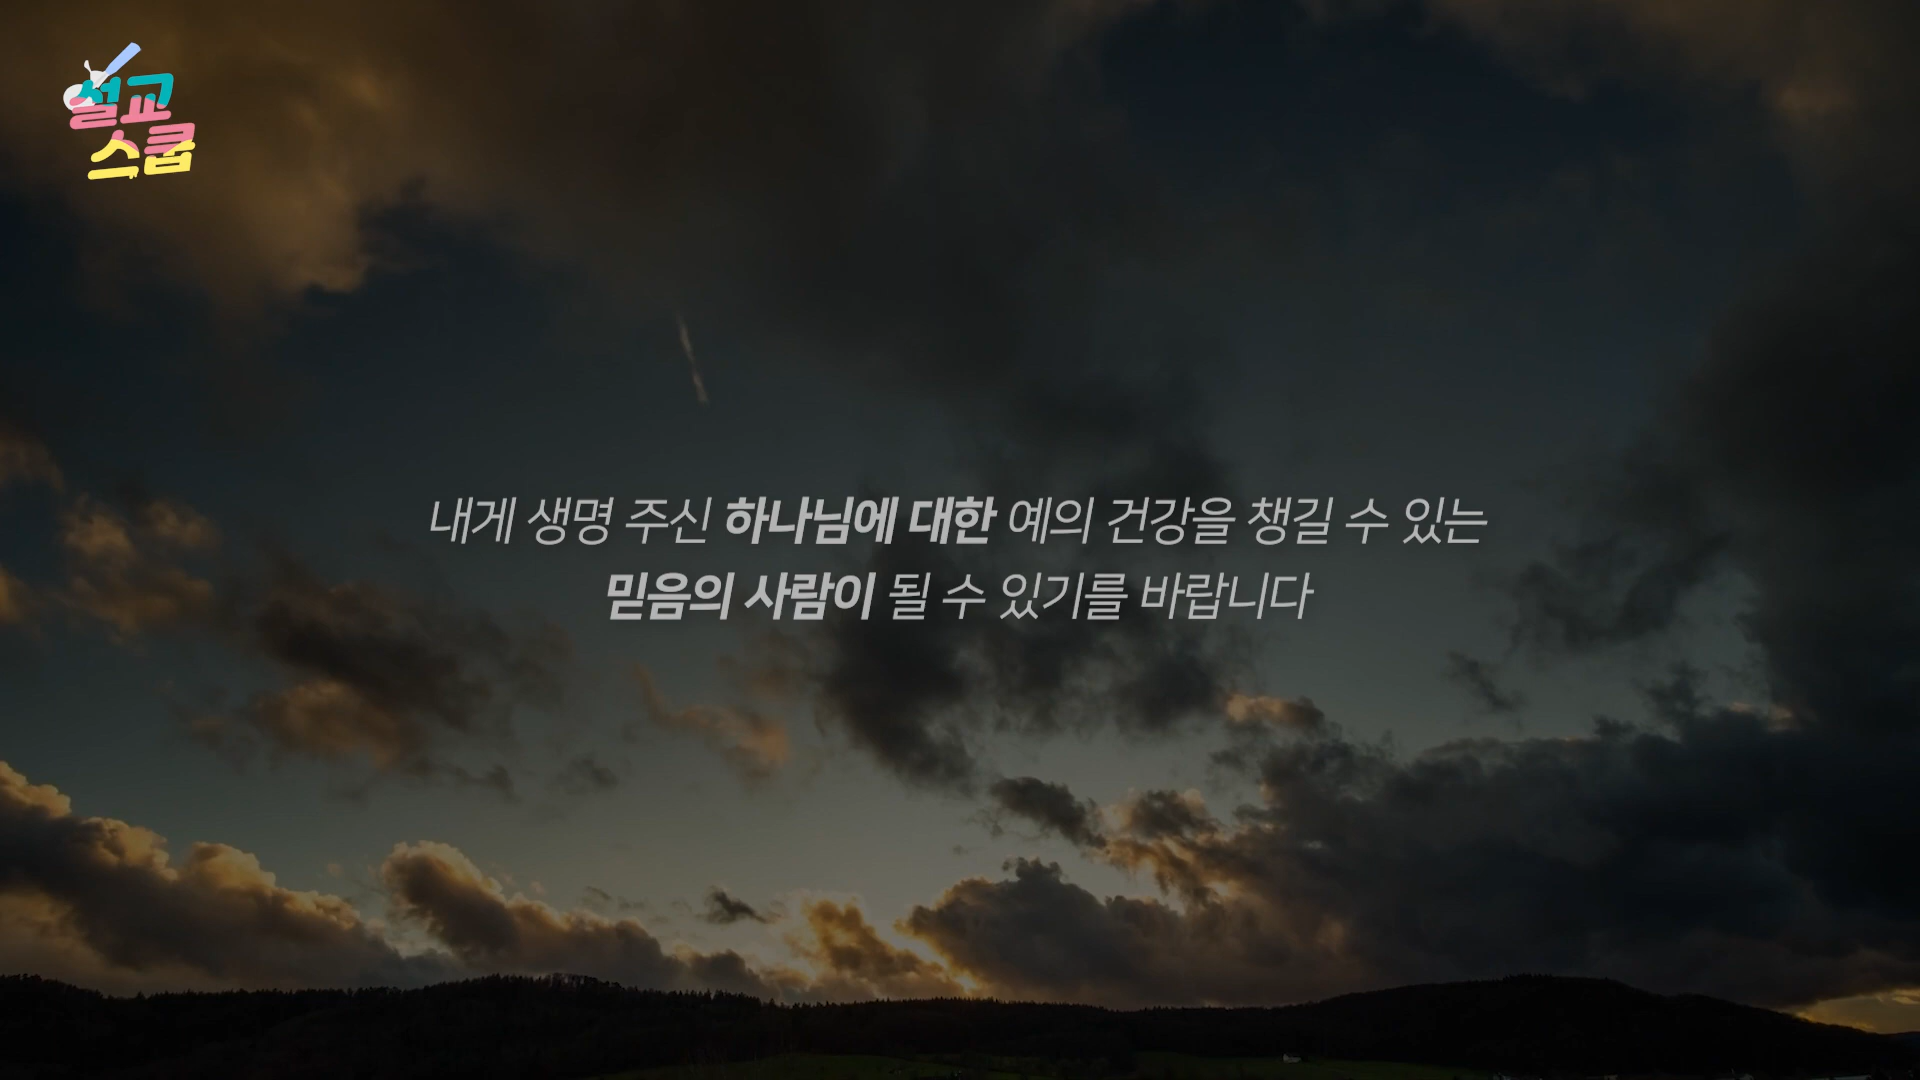 설교
스쿱
내게 생명 주신 하나님에 대한 예의 건강을 챙길 수 있는
믿음의 사람이 될 수 있기를 바랍니다